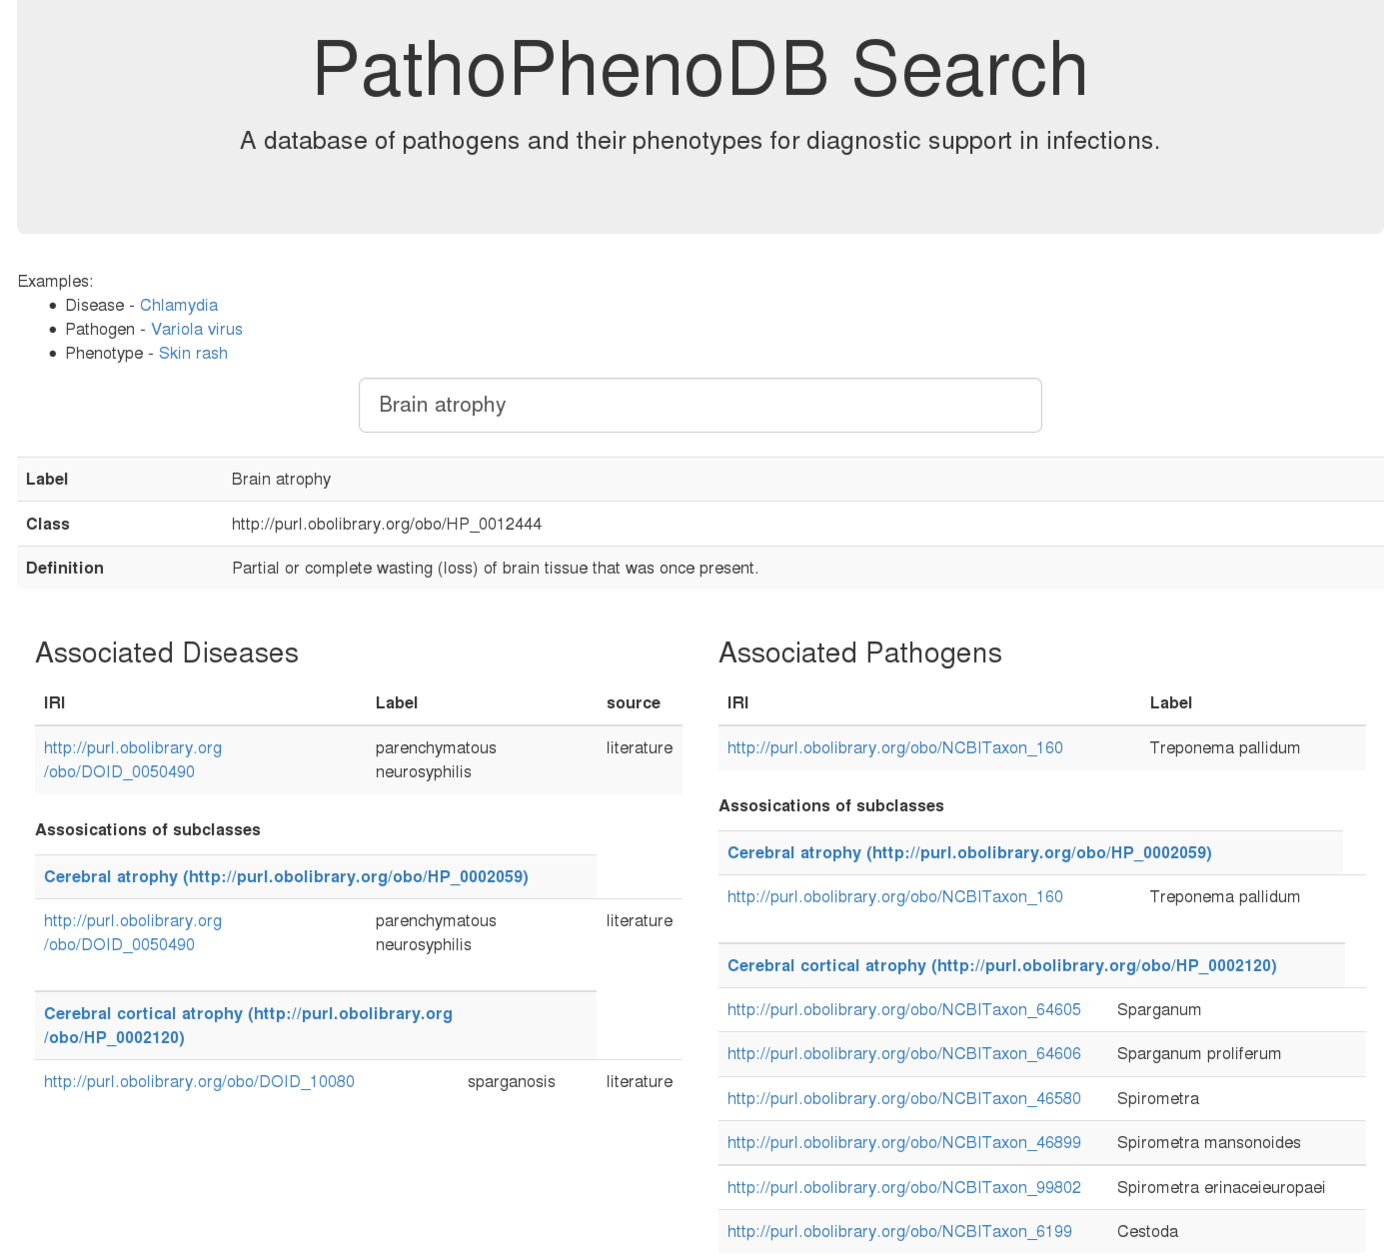 PathoPhenoDB Search
A database of pathogens and their phenotypes for diagnostic support in infections.
Examples:
Disease - Chlamydia
Pathogen - Variola virus
Phenotype - Skin rash
Brain atrophy
Label Brain atrophy
Class http://purl.obolibrary.org/obo/HP_0012444
Definition Partial or complete wasting (loss) of brain tissue that was once present.
Associated Diseases
IRI Label source
http://purl.obolibrary.org parenchymatous literature
/obo/DOID_0050490 neurosyphilis
Assosications of subclasses
Cerebral atrophy (http://purl.obolibrary.org/obo/HP_0002059)
http://purl.obolibrary.org parenchymatous literature
/obo/DOID_0050490 neurosyphilis
Cerebral cortical atrophy (http://purl.obolibrary.org
/obo/HP_0002120)
http://purl.obolibrary.org/obo/DOID_10080 sparganosis literature
Associated Pathogens
IRI Label
http://purl.obolibrary.org/obo/NCBITaxon_160 Treponema pallidum
Assosications of subclasses
Cerebral atrophy (http://purl.obolibrary.org/obo/HP_0002059)
http://purl.obolibrary.org/obo/NCBITaxon_160 Treponema pallidum
Cerebral cortical atrophy (http://purl.obolibrary.org/obo/HP_0002120)
http://purl.obolibrary.org/obo/NCBITaxon_64605 Sparganum
http://purl.obolibrary.org/obo/NCBITaxon_64606 Sparganum proliferum
http://purl.obolibrary.org/obo/NCBITaxon_46580 Spirometra
http://purl.obolibrary.org/obo/NCBITaxon_46899 Spirometra mansonoides
http://purl.obolibrary.org/obo/NCBITaxon_99802 Spirometra erinaceieuropaei
http://purl.obolibrary.org/obo/NCBITaxon_6199 Cestoda